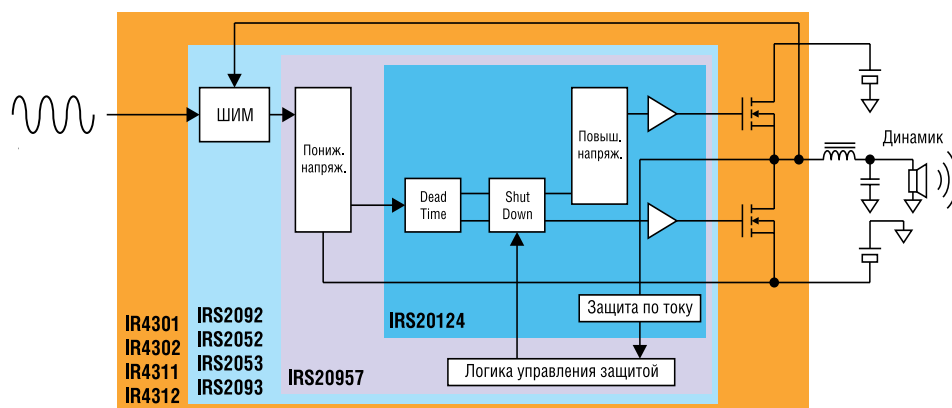 ШИМ
Пониж.
напряж.
Повыш.
напряж.
Динамик
Dead
Time
Shut
Down
Защита по току
Логика управления защитой
IR4301
IR4302
IR4311
IR4312
IRS2092
IRS2052
IRS2053
IRS2093
IRS20957
IRS20124